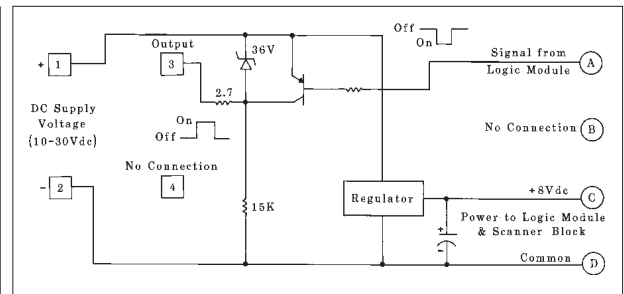 Off
On
Output
36V
Signal from
Logic Module
A
+ 1
3
2.7
DC Supply
Voltage
(10-30Vdc)
On
Off
No Connection
B
No Connection
4
- 2
15K
Regulator
+8Vdc
C
Power to Logic Module
& Scanner Block
+
-
Common
D